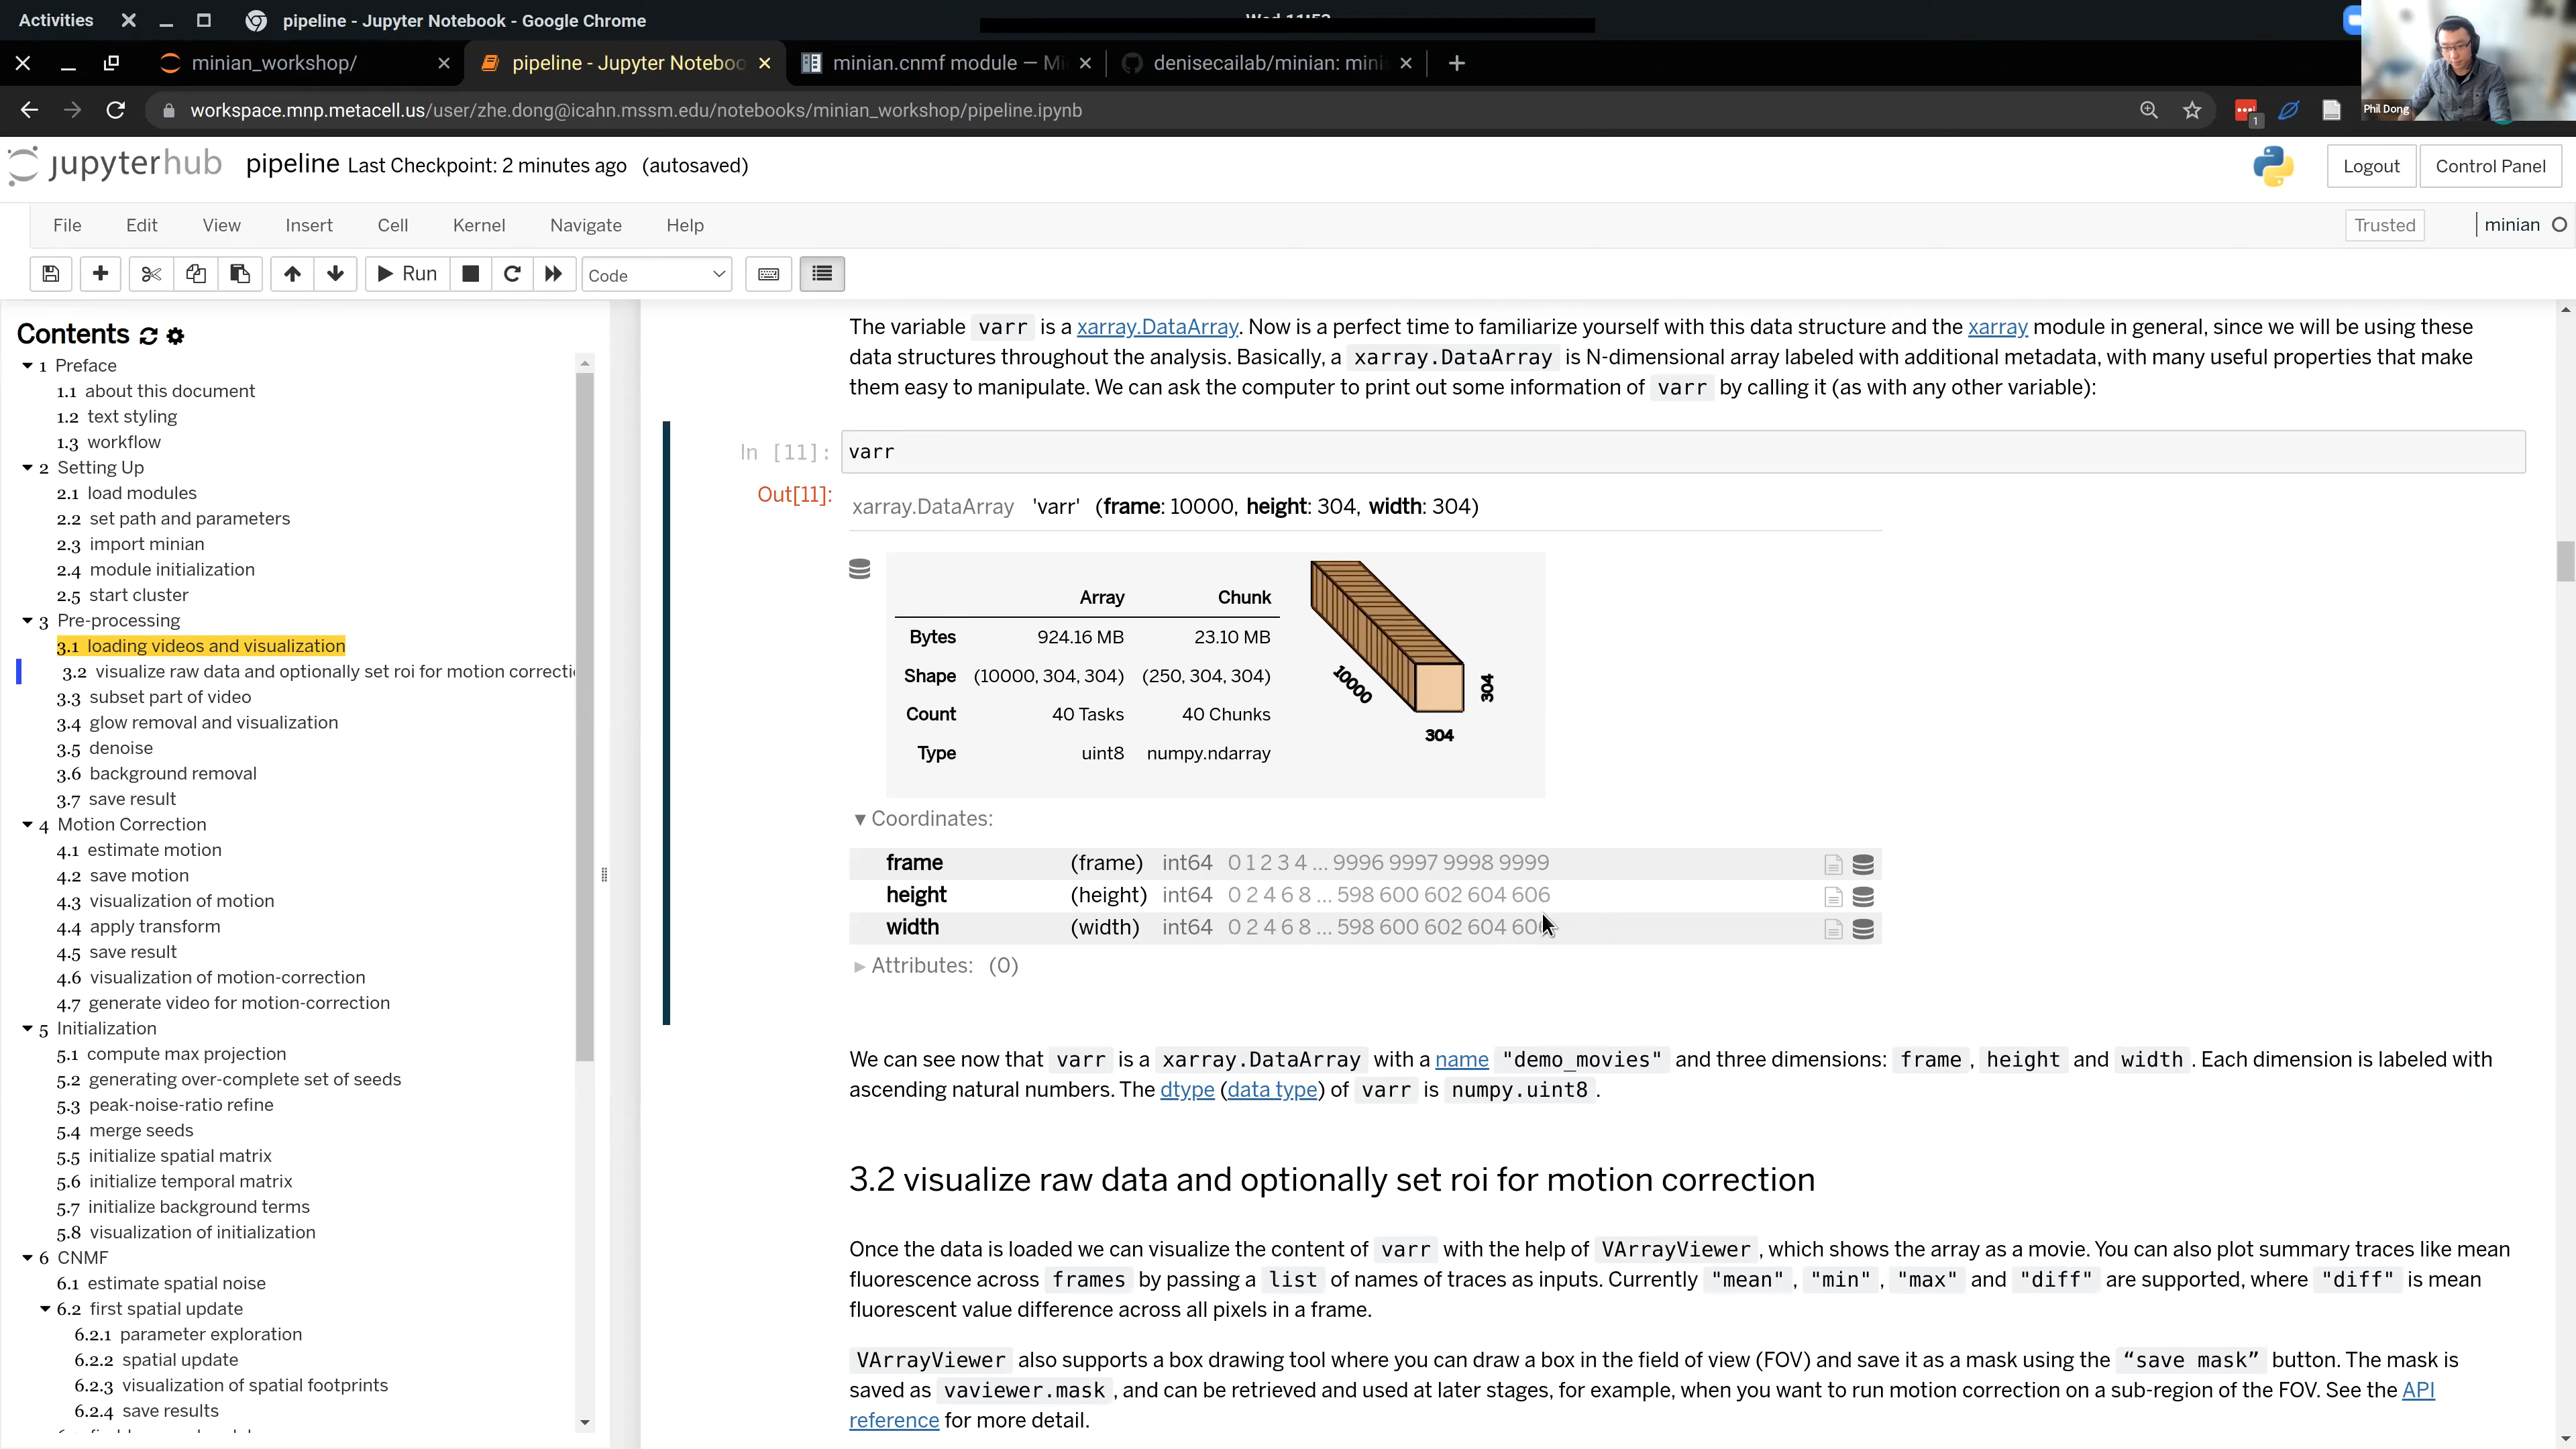 Activities
pipeline - Jupyter Notebook - Google Chrome
minian_workshop/
pipeline - Jupyter Noteboo
minian.cnmf module — Mi
denisecailab/minian: mini
workspace.mnp.metacell.us/user/zhe.dong@icahn.mssm.edu/notebooks/minian_workshop/pipeline.ipynb
1
Phil Dong
jupyterhub pipeline Last Checkpoint: 2 minutes ago (autosaved)
Logout Control Panel
File Edit View Insert Cell Kernel Navigate Help
Trusted minian
Run Code
Contents
1 Preface
1.1 about this document
1.2 text styling
1.3 workflow
2 Setting Up
2.1 load modules
2.2 set path and parameters
2.3 import minian
2.4 module initialization
2.5 start cluster
3 Pre-processing
3.1 loading videos and visualization
3.2 visualize raw data and optionally set roi for motion correcti
3.3 subset part of video
3.4 glow removal and visualization
3.5 denoise
3.6 background removal
3.7 save result
4 Motion Correction
4.1 estimate motion
4.2 save motion
4.3 visualization of motion
4.4 apply transform
4.5 save result
4.6 visualization of motion-correction
4.7 generate video for motion-correction
5 Initialization
5.1 compute max projection
5.2 generating over-complete set of seeds
5.3 peak-noise-ratio refine
5.4 merge seeds
5.5 initialize spatial matrix
5.6 initialize temporal matrix
5.7 initialize background terms
5.8 visualization of initialization
6 CNMF
6.1 estimate spatial noise
6.2 first spatial update
6.2.1 parameter exploration
6.2.2 spatial update
6.2.3 visualization of spatial footprints
6.2.4 save results
The variable varr is a xarray.DataArray. Now is a perfect time to familiarize yourself with this data structure and the xarray module in general, since we will be using these
data structures throughout the analysis. Basically, a xarray.DataArray is N-dimensional array labeled with additional metadata, with many useful properties that make
them easy to manipulate. We can ask the computer to print out some information of varr by calling it (as with any other variable):
In [11]: varr
Out[11]: xarray.DataArray 'varr' (frame: 10000, height: 304, width: 304)
Array Chunk
Bytes 924.16 MB 23.10 MB
Shape (10000, 304, 304) (250, 304, 304)
Count 40 Tasks 40 Chunks
Type uint8 numpy.ndarray
10000
304
304
Coordinates:
frame (frame) int64 0 1 2 3 4 ... 9996 9997 9998 9999
height (height) int64 0 2 4 6 8 ... 598 600 602 604 606
width (width) int64 0 2 4 6 8 ... 598 600 602 604
Attributes: (0)
We can see now that varr is a xarray.DataArray with a name "demo_movies" and three dimensions: frame , height and width . Each dimension is labeled with
ascending natural numbers. The dtype (data type) of varr is numpy.uint8 .
3.2 visualize raw data and optionally set roi for motion correction
Once the data is loaded we can visualize the content of varr with the help of VArrayViewer , which shows the array as a movie. You can also plot summary traces like mean
fluorescence across frames by passing a list of names of traces as inputs. Currently "mean" , "min" , "max" and "diff" are supported, where "diff" is mean
fluorescent value difference across all pixels in a frame.
VArrayViewer also supports a box drawing tool where you can draw a box in the field of view (FOV) and save it as a mask using the “save mask” button. The mask is
saved as vaviewer.mask , and can be retrieved and used at later stages, for example, when you want to run motion correction on a sub-region of the FOV. See the API
reference for more detail.